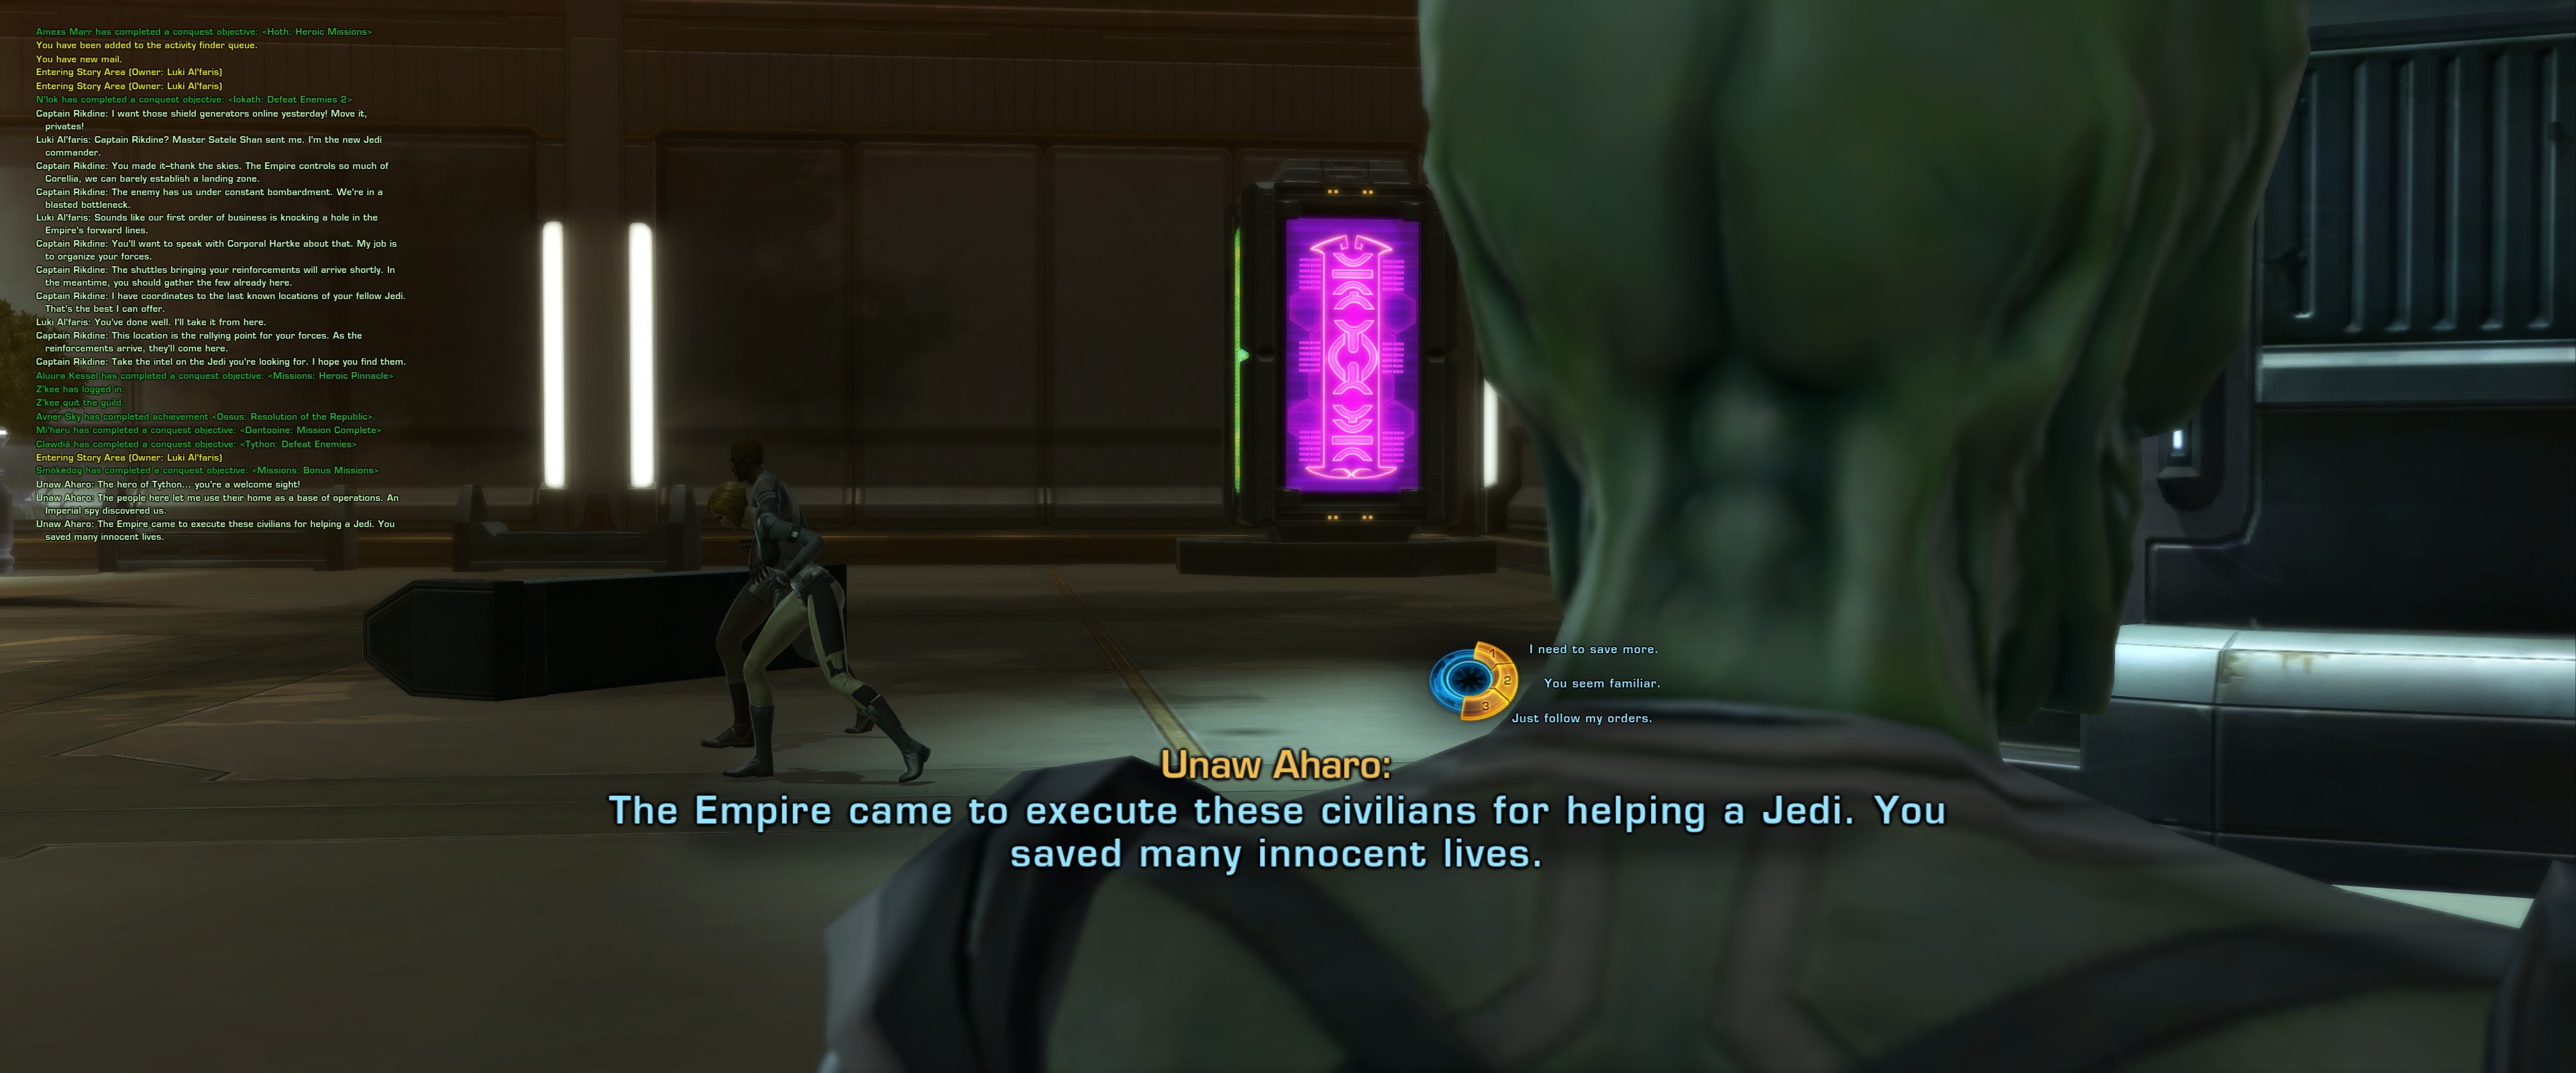 Amexs Marr has completed a conquest objective: <Hoth: Heroic Missions>
You have been added to the activity finder queue.
You have new mail.
Entering Story Area (Owner: Luki Al'faris)
Entering Story Area (Owner: Luki Al'faris)
N'lok has completed a conquest objective: <Iokath: Defeat Enemies 2>
Captain Rikdine: I want those shield generators online yesterday! Move it,
privates!
Luki Al'faris: Captain Rikdine? Master Satele Shan sent me. I'm the new Jedi
commander.
Captain Rikdine: You made it—thank the skies. The Empire controls so much of
Corellia, we can barely establish a landing zone.
Captain Rikdine: The enemy has us under constant bombardment. We're in a
blasted bottleneck.
Luki Al'faris: Sounds like our first order of business is knocking a hole in the
Empire's forward lines.
Captain Rikdine: You'll want to speak with Corporal Hartke about that. My job is
to organize your forces.
Captain Rikdine: The shuttles bringing your reinforcements will arrive shortly. In
the meantime, you should gather the few already here.
Captain Rikdine: I have coordinates to the last known locations of your fellow Jedi.
That's the best I can offer.
Luki Al'faris: You've done well. I'll take it from here.
Captain Rikdine: This location is the rallying point for your forces. As the
reinforcements arrive, they'll come here.
Captain Rikdine: Take the intel on the Jedi you're looking for. I hope you find them.
Aluura Kessel has completed a conquest objective: <Missions: Heroic Pinnacle>
Z'kee has logged in.
Z'kee quit the guild.
Avner Sky has completed achievement <Ossus: Resolution of the Republic>.
Mi'haru has completed a conquest objective: <Dantooine: Mission Complete>
Clawdiâ has completed a conquest objective: <Tython: Defeat Enemies>
Entering Story Area (Owner: Luki Al'faris)
Smökedog has completed a conquest objective: <Missions: Bonus Missions>
Unaw Aharo: The hero of Tython... you're a welcome sight!
Unaw Aharo: The people here let me use their home as a base of operations. An
Imperial spy discovered us.
Unaw Aharo: The Empire came to execute these civilians for helping a Jedi. You
saved many innocent lives.
1 I need to save more.
2 You seem familiar.
3 Just follow my orders.
Unaw Aharo:
The Empire came to execute these civilians for helping a Jedi. You
saved many innocent lives.